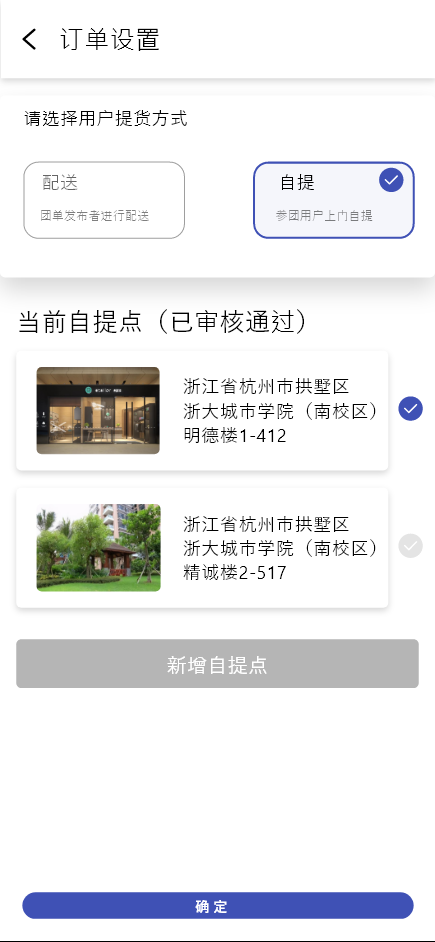 订单设置
请选择用户提货方式
配送
自提
团单发布者进行配送
参团用户上门自提
当前自提点（已审核通过）
浙江省杭州市拱墅区
浙大城市学院（南校区）
明德楼1-412
浙江省杭州市拱墅区
浙大城市学院（南校区）
精诚楼2-517
新增自提点
确定